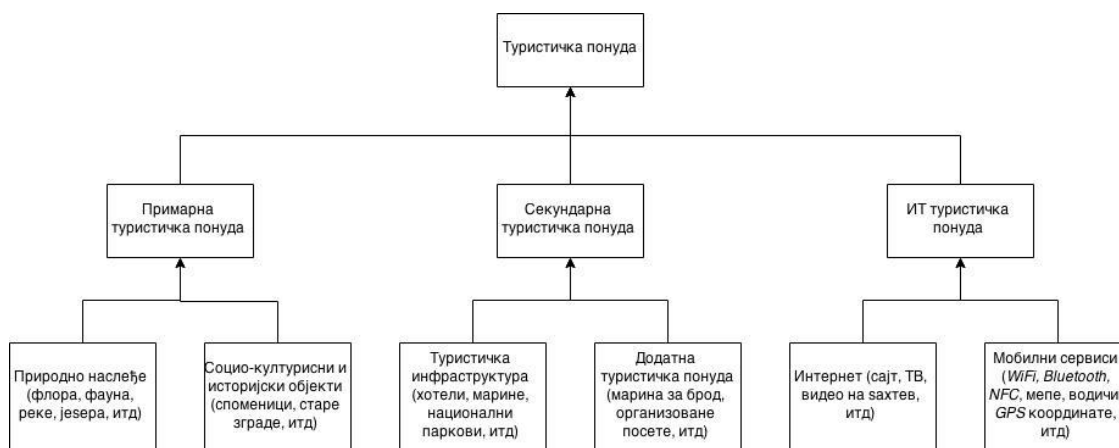 Туристичка понуда
Примарна
туристичка понуда
Секундарна
туристичка понуда
ИТ туристичка
понуда
Природно наслеђе
(флора, фауна,
реке, јesера, итд)
Социо-културисни и
историјски објекти
(споменици, старе
зграде, итд)
Туристичка
инфраструктура
(хотели, марине,
национални
паркови, итд)
Додатна
туристичка понуда
(марина за брод,
организоване
посете, итд)
Интернет (сајт, ТВ,
видео на sахтев,
итд)
Мобилни сервиси
(WiFi, Bluetooth,
NFC, мепе, водичи
GPS координате,
итд)